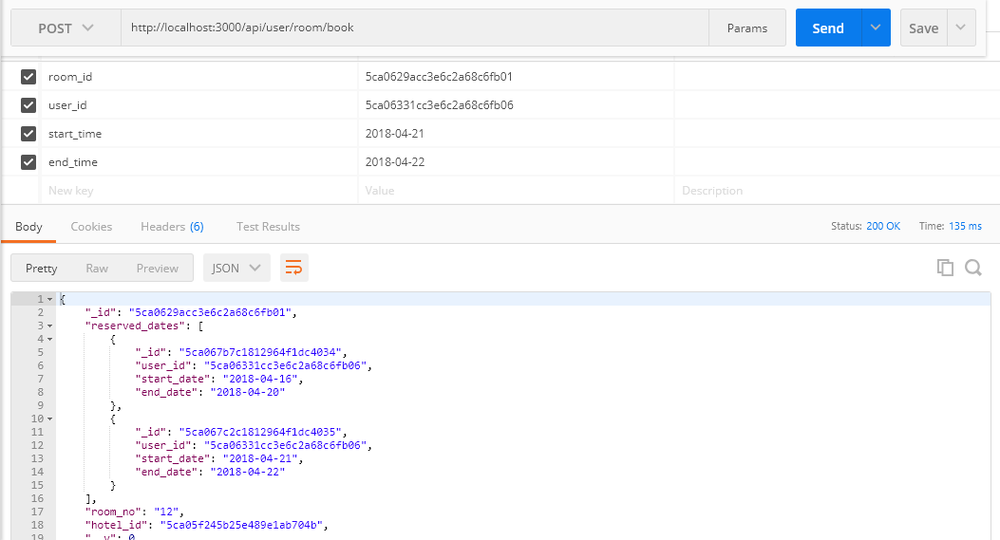 POST http://localhost:3000/api/user/room/book Params Send Save
room_id 5ca0629acc3e6c2a68c6fb01
user_id 5ca06331cc3e6c2a68c6fb06
start_time 2018-04-21
end_time 2018-04-22
New key Value Description
Body Cookies Headers (6) Test Results Status: 200 OK Time: 135 ms
Pretty Raw Preview JSON
1 {
2 "_id": "5ca0629acc3e6c2a68c6fb01",
3 "reserved_dates": [
4 {
5 "_id": "5ca067b7c1812964f1dc4034",
6 "user_id": "5ca06331cc3e6c2a68c6fb06",
7 "start_date": "2018-04-16",
8 "end_date": "2018-04-20"
9 },
10 {
11 "_id": "5ca067c2c1812964f1dc4035",
12 "user_id": "5ca06331cc3e6c2a68c6fb06",
13 "start_date": "2018-04-21",
14 "end_date": "2018-04-22"
15 }
16 ],
17 "room_no": "12",
18 "hotel_id": "5ca05f245b25e489e1ab704b",
19 "__v": 0